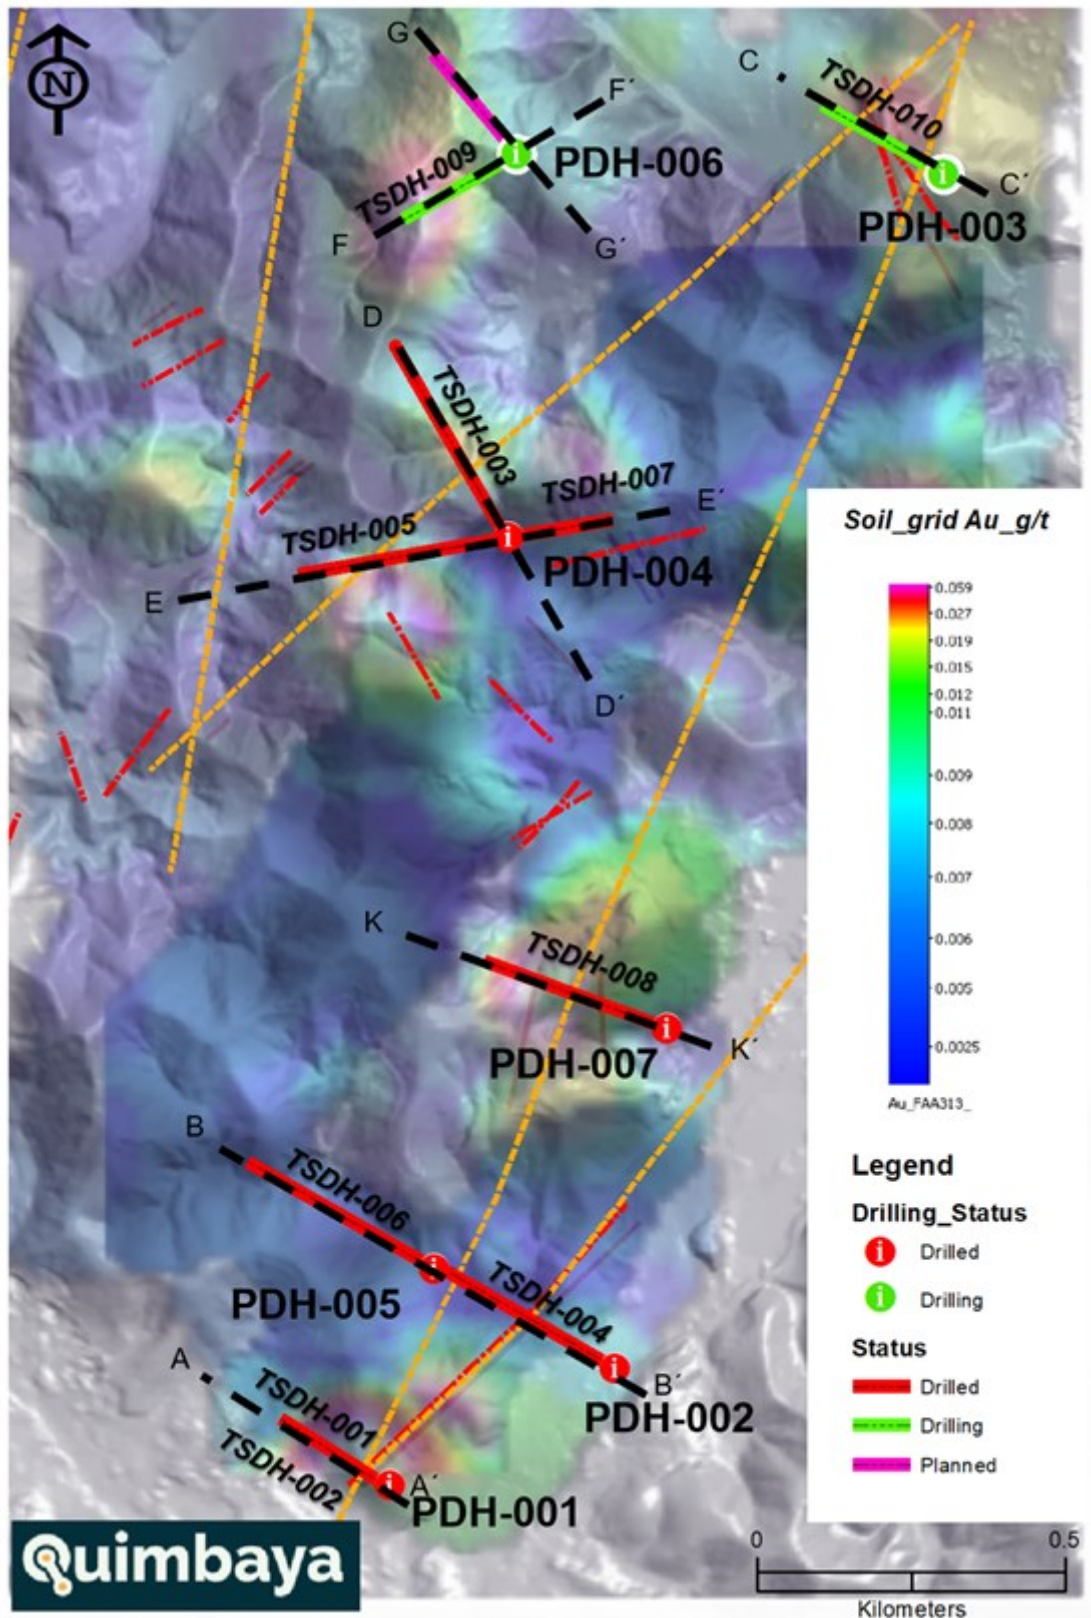 N
G
F´
TSDH-009
PDH-006
F
G´
C
TSDH-010
C´
PDH-003
D
TSDH-003
TSDH-007
E´
TSDH-005
PDH-004
E
D´
K
TSDH-008
PDH-007
K´
B
TSDH-006
PDH-005
TSDH-004
B´
PDH-002
A
TSDH-001
TSDH-002
A´
PDH-001
Soil_grid Au_g/t
0.059
0.027
0.019
0.015
0.012
0.011
0.009
0.008
0.007
0.006
0.005
0.0025
Au_FAA313_
Legend
Drilling_Status
i Drilled
i Drilling
Status
Drilled
Drilling
Planned
Quimbaya
0 0.5
Kilometers